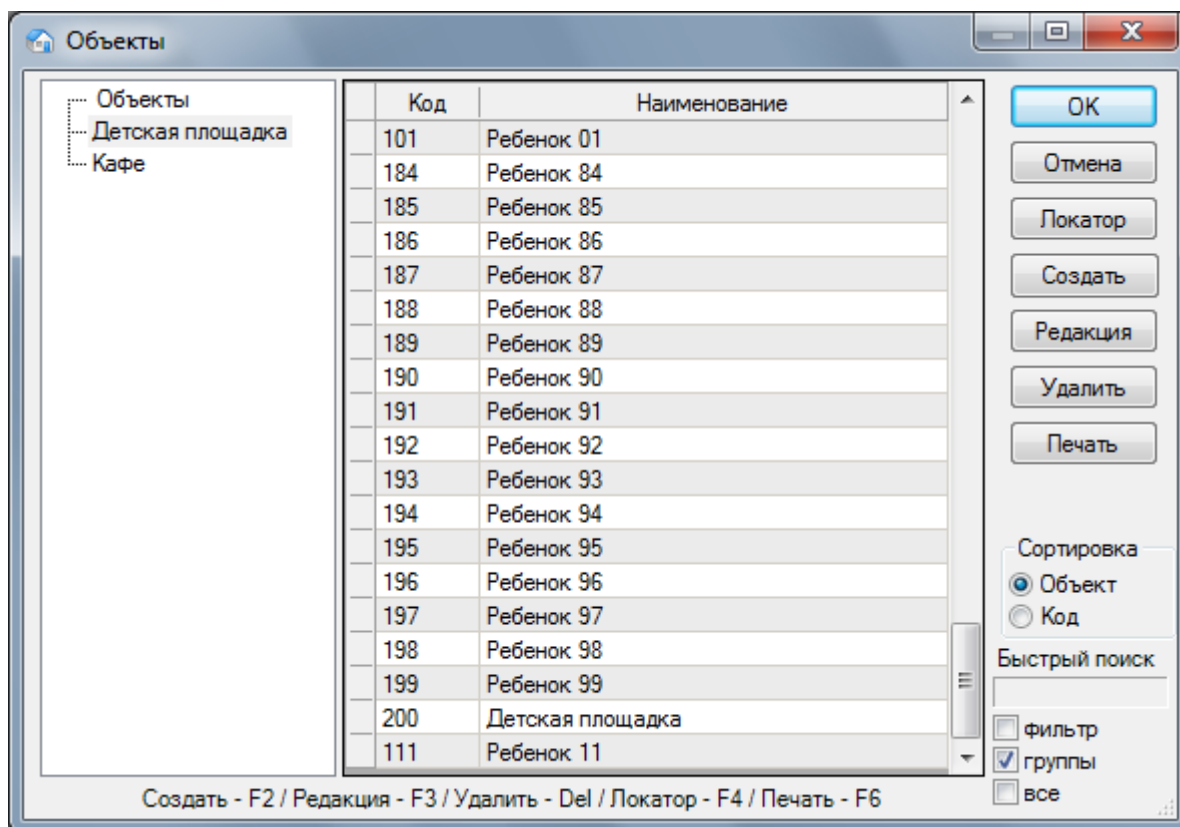 Объекты
Объекты
Детская площадка
Кафе
Код Наименование
101 Ребенок 01
184 Ребенок 84
185 Ребенок 85
186 Ребенок 86
187 Ребенок 87
188 Ребенок 88
189 Ребенок 89
190 Ребенок 90
191 Ребенок 91
192 Ребенок 92
193 Ребенок 93
194 Ребенок 94
195 Ребенок 95
196 Ребенок 96
197 Ребенок 97
198 Ребенок 98
199 Ребенок 99
200 Детская площадка
111 Ребенок 11
OK
Отмена
Локатор
Создать
Редакция
Удалить
Печать
Сортировка
Объект
Код
Быстрый поиск
фильтр
группы
все
Создать - F2 / Редакция - F3 / Удалить - Del / Локатор - F4 / Печать - F6